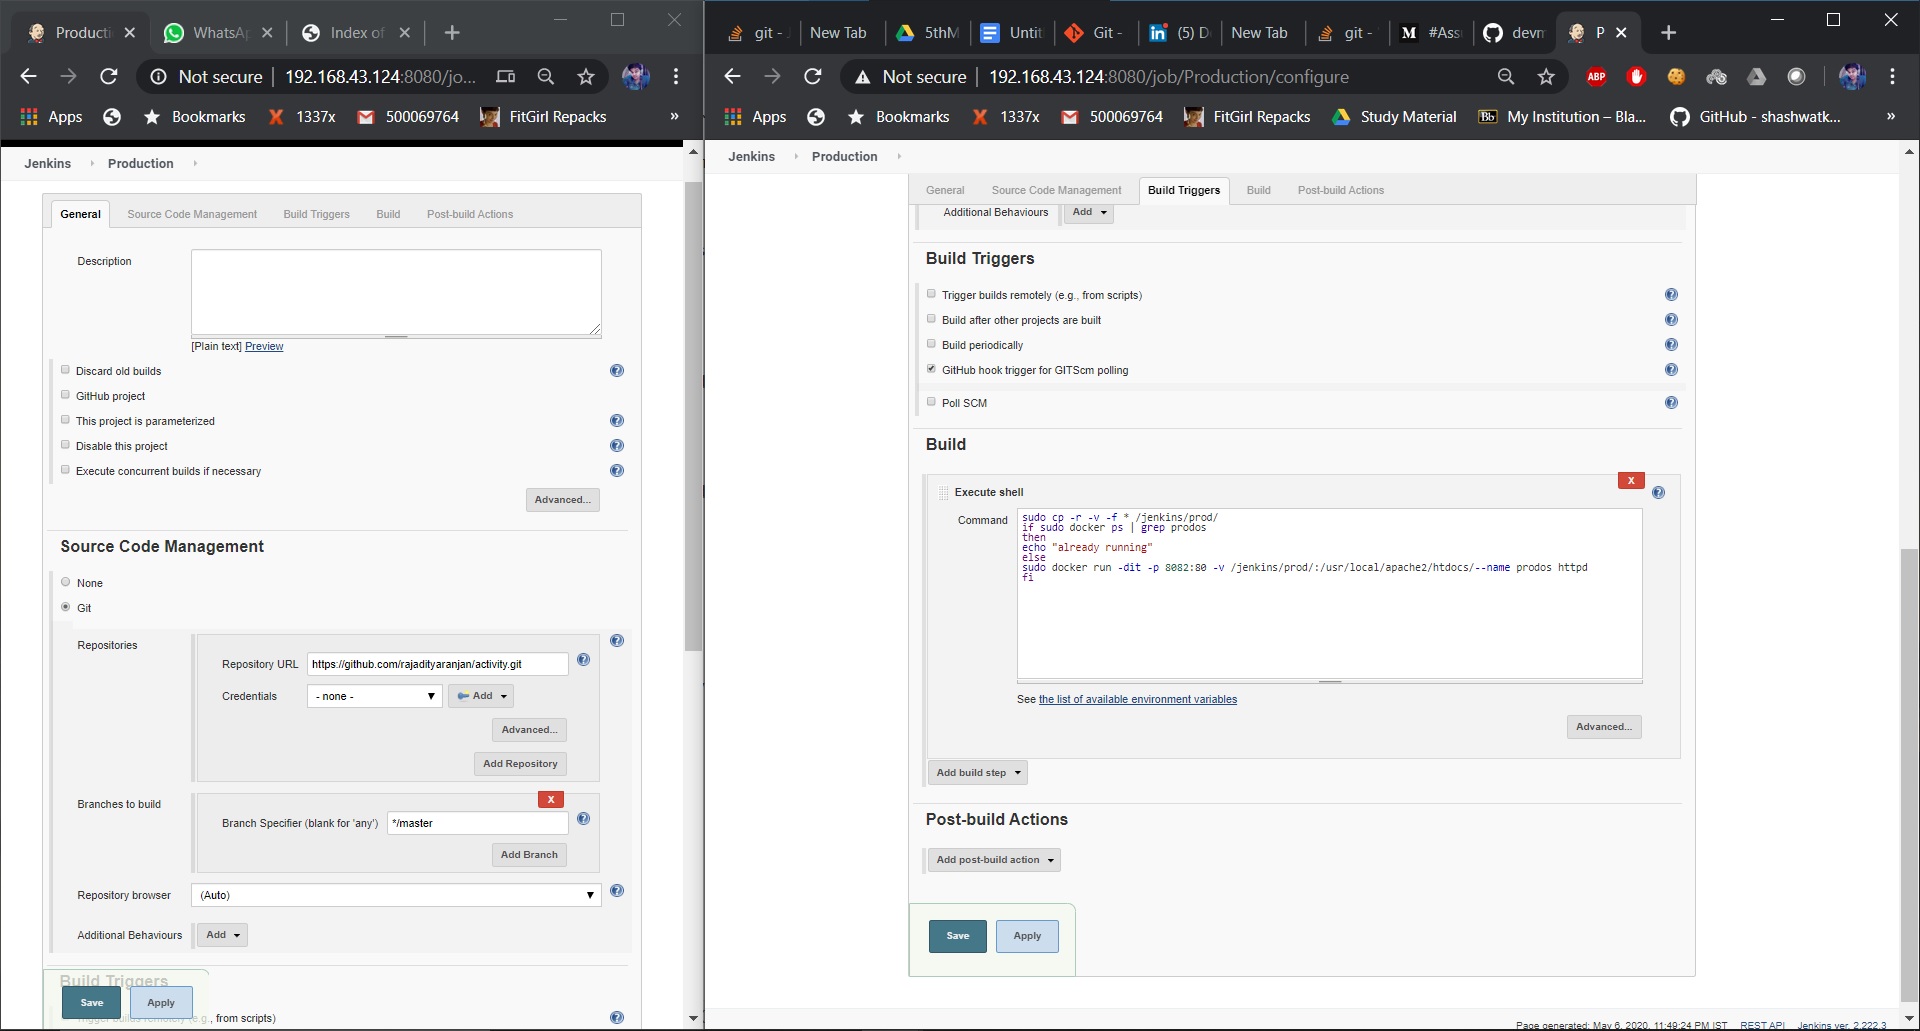 Producti
WhatsAp
Index of
Not secure
192.168.43.124:8080/jo...
Apps
Bookmarks
1337x
500069764
FitGirl Repacks
»
Jenkins
Production
General
Source Code Management
Build Triggers
Build
Post-build Actions
Description
[Plain text] Preview
Discard old builds
GitHub project
This project is parameterized
Disable this project
Execute concurrent builds if necessary
Advanced...
Source Code Management
None
Git
Repositories
Repository URL https://github.com/rajadityaranjan/activity.git
Credentials - none - Add
Advanced...
Add Repository
Branches to build
X
Branch Specifier (blank for 'any') */master
Add Branch
Repository browser (Auto)
Additional Behaviours Add
Build Triggers
Save Apply
Trigger builds remotely (e.g., from scripts)
git - J
New Tab
5thM
Untit
Git -
(5) D
New Tab
git -
M #Ass
devm
P
Not secure
192.168.43.124:8080/job/Production/configure
ABP
Apps
Bookmarks
1337x
500069764
FitGirl Repacks
Study Material
Bb My Institution – Bla...
GitHub - shashwatk...
»
Jenkins
Production
General
Source Code Management
Build Triggers
Build
Post-build Actions
Additional Behaviours Add
Build Triggers
Trigger builds remotely (e.g., from scripts)
Build after other projects are built
Build periodically
GitHub hook trigger for GITScm polling
Poll SCM
Build
X
Execute shell
Command
sudo cp -r -v -f * /jenkins/prod/
if sudo docker ps | grep prodos
then
echo "already running"
else
sudo docker run -dit -p 8082:80 -v /jenkins/prod/:/usr/local/apache2/htdocs/--name prodos httpd
fi
See the list of available environment variables
Advanced...
Add build step
Post-build Actions
Add post-build action
Save Apply
Page generated: May 6, 2020, 11:49:24 PM IST REST API Jenkins ver. 2.222.3